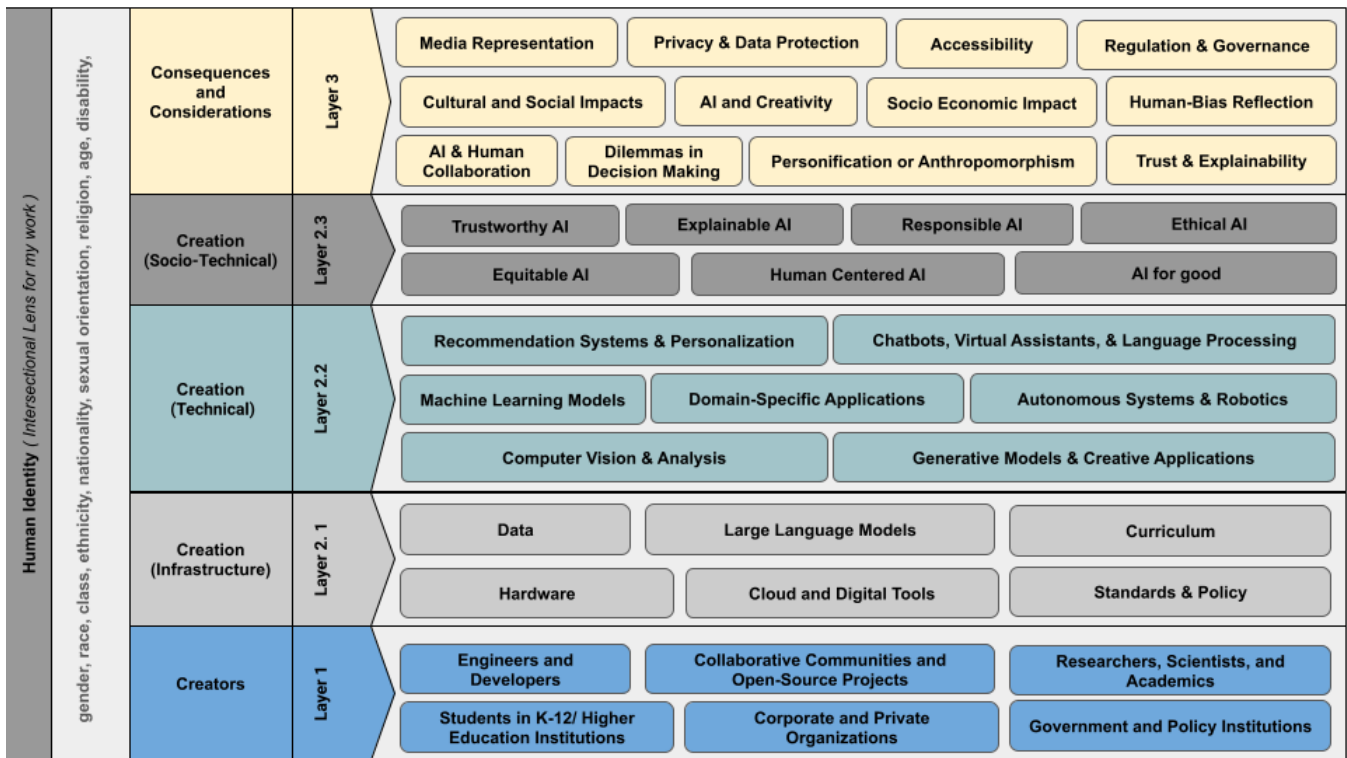 Human Identity ( Intersectional Lens for my work )
gender, race, class, ethnicity, nationality, sexual orientation, religion, age, disability,
Consequences
and
Considerations
Layer 3
Media Representation
Privacy & Data Protection
Accessibility
Regulation & Governance
Cultural and Social Impacts
AI and Creativity
Socio Economic Impact
Human-Bias Reflection
AI & Human
Collaboration
Dilemmas in
Decision Making
Personification or Anthropomorphism
Trust & Explainability
Creation
(Socio-Technical)
Layer 2.3
Trustworthy AI
Explainable AI
Responsible AI
Ethical AI
Equitable AI
Human Centered AI
AI for good
Creation
(Technical)
Layer 2.2
Recommendation Systems & Personalization
Chatbots, Virtual Assistants, & Language Processing
Machine Learning Models
Domain-Specific Applications
Autonomous Systems & Robotics
Computer Vision & Analysis
Generative Models & Creative Applications
Creation
(Infrastructure)
Layer 2. 1
Data
Large Language Models
Curriculum
Hardware
Cloud and Digital Tools
Standards & Policy
Creators
Layer 1
Engineers and
Developers
Collaborative Communities and
Open-Source Projects
Researchers, Scientists, and
Academics
Students in K-12/ Higher
Education Institutions
Corporate and Private
Organizations
Government and Policy Institutions